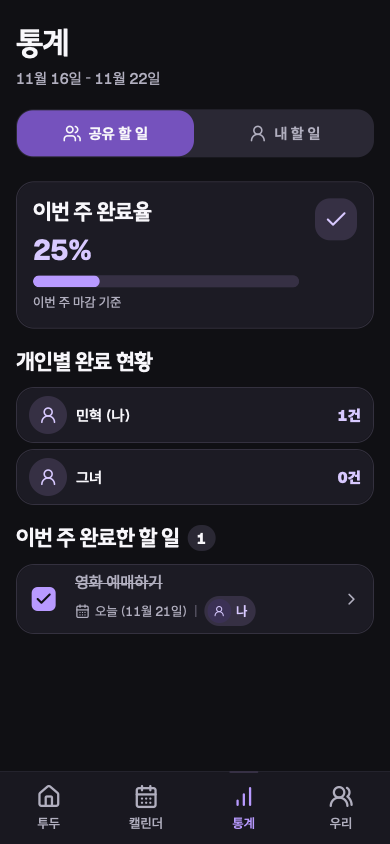 통계
11월 16일 - 11월 22일
공유 할 일
내 할 일
이번 주 완료율
25%
이번 주 마감 기준
개인별 완료 현황
민혁 (나)
1건
그녀
0건
이번 주 완료한 할 일 1
영화 예매하기
오늘 (11월 21일) | 나
투두
캘린더
통계
우리